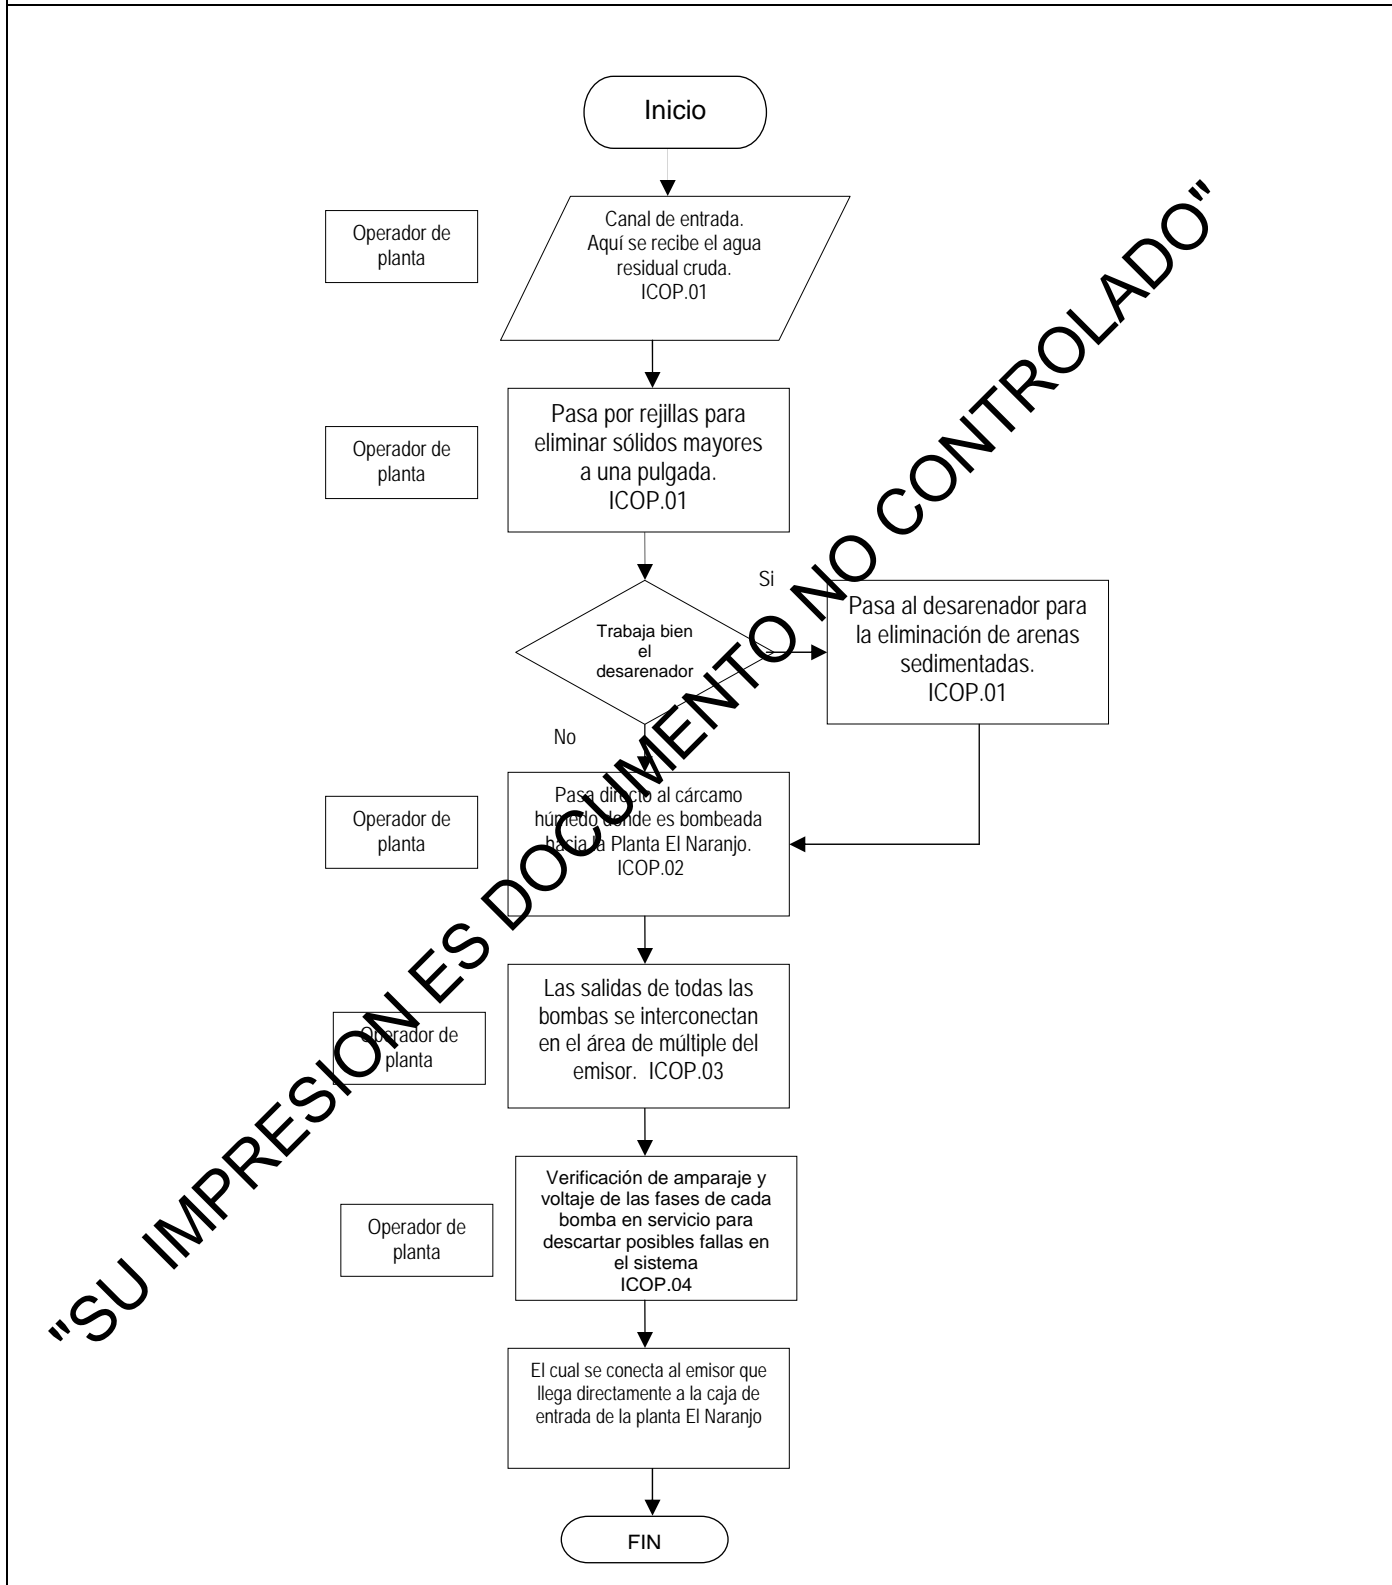 Inicio
Operador de
planta
Canal de entrada.
Aquí se recibe el agua
residual cruda.
ICOP.01
Operador de
planta
Pasa por rejillas para
eliminar sólidos mayores
a una pulgada.
ICOP.01
Si
Trabaja bien
el
desarenador
Pasa al desarenador para
la eliminación de arenas
sedimentadas.
ICOP.01
No
Operador de
planta
Pasa directo al cárcamo
húmedo donde es bombeada
hacia la Planta El Naranjo.
ICOP.02
Operador de
planta
Las salidas de todas las
bombas se interconectan
en el área de múltiple del
emisor. ICOP.03
Operador de
planta
Verificación de amparaje y
voltaje de las fases de cada
bomba en servicio para
descartar posibles fallas en
el sistema
ICOP.04
El cual se conecta al emisor que
llega directamente a la caja de
entrada de la planta El Naranjo
FIN
"SU IMPRESION ES DOCUMENTO NO CONTROLADO"